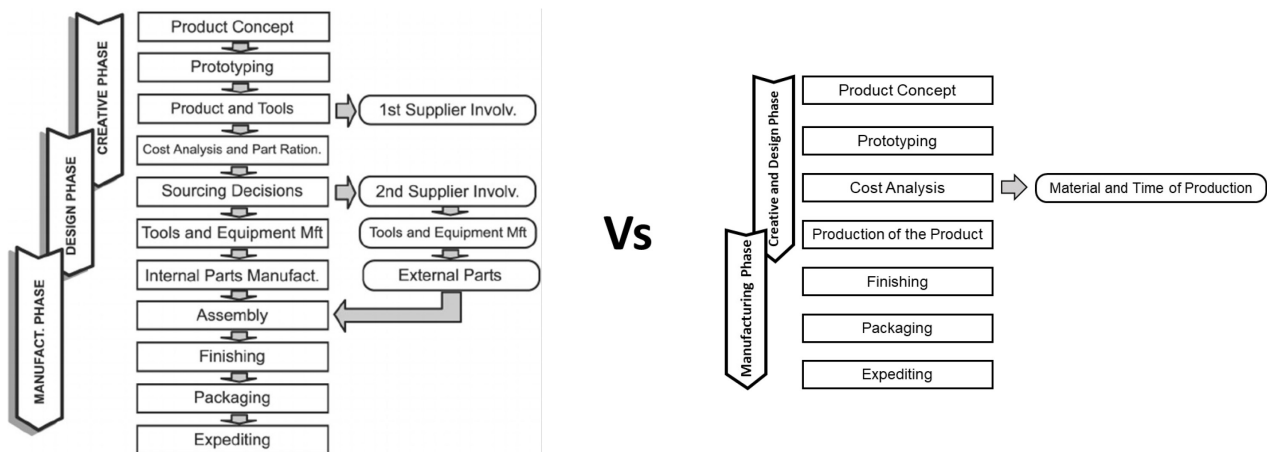 CREATIVE PHASE
DESIGN PHASE
MANUFACT. PHASE
Product Concept
Prototyping
Product and Tools
1st Supplier Involv.
Cost Analysis and Part Ration.
Sourcing Decisions
2nd Supplier Involv.
Tools and Equipment Mft
Tools and Equipment Mft
Internal Parts Manufact.
External Parts
Assembly
Finishing
Packaging
Expediting
Vs
Creative and Design Phase
Manufacturing Phase
Product Concept
Prototyping
Cost Analysis
Material and Time of Production
Production of the Product
Finishing
Packaging
Expediting